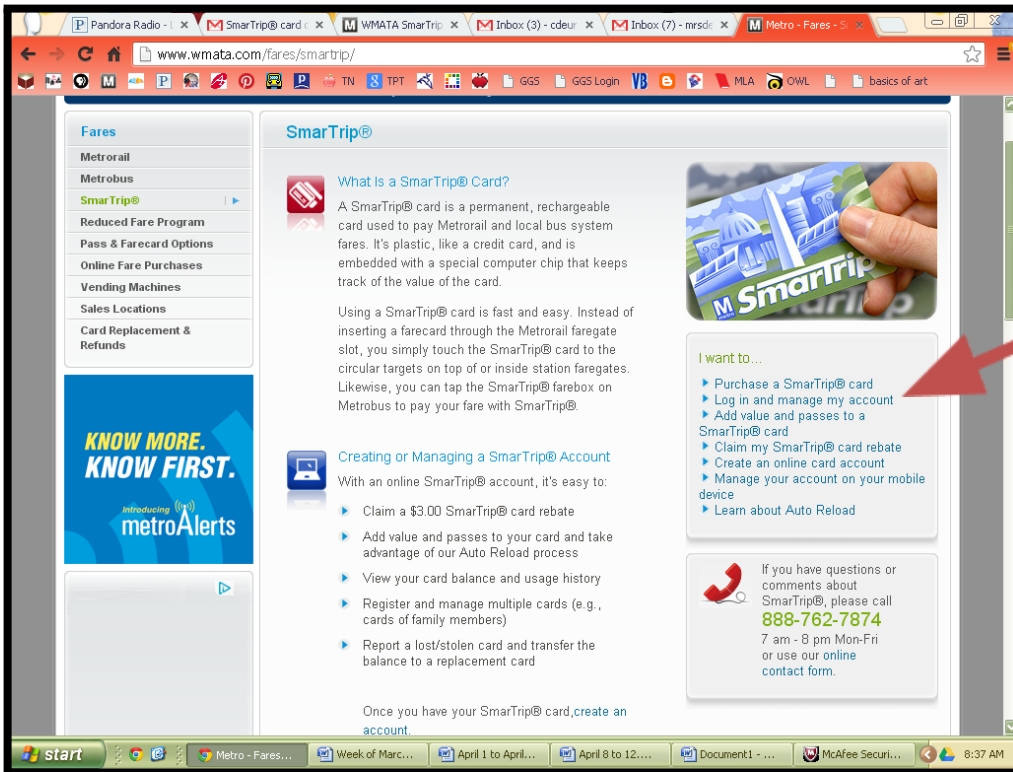 Pandora Radio - L
SmarTrip® card c
WMATA SmarTrip
Inbox (3) - cdeur
Inbox (7) - mrsde
Metro - Fares - S
www.wmata.com/fares/smartrip/
TN
TPT
GGS
GGS Login
VB
MLA
OWL
basics of art
Fares
Metrorail
Metrobus
SmarTrip®
Reduced Fare Program
Pass & Farecard Options
Online Fare Purchases
Vending Machines
Sales Locations
Card Replacement &
Refunds
KNOW MORE.
KNOW FIRST.
Introducing
metroAlerts
SmarTrip®
What Is a SmarTrip® Card?
A SmarTrip® card is a permanent, rechargeable
card used to pay Metrorail and local bus system
fares. It's plastic, like a credit card, and is
embedded with a special computer chip that keeps
track of the value of the card.
Using a SmarTrip® card is fast and easy. Instead of
inserting a farecard through the Metrorail faregate
slot, you simply touch the SmarTrip® card to the
circular targets on top of or inside station faregates.
Likewise, you can tap the SmarTrip® farebox on
Metrobus to pay your fare with SmarTrip®.
Creating or Managing a SmarTrip® Account
With an online SmarTrip® account, it's easy to:
Claim a $3.00 SmarTrip® card rebate
Add value and passes to your card and take
advantage of our Auto Reload process
View your card balance and usage history
Register and manage multiple cards (e.g.,
cards of family members)
Report a lost/stolen card and transfer the
balance to a replacement card
Once you have your SmarTrip® card,create an
account.
M SmarTrip
I want to...
Purchase a SmarTrip® card
Log in and manage my account
Add value and passes to a
SmarTrip® card
Claim my SmarTrip® card rebate
Create an online card account
Manage your account on your mobile
device
Learn about Auto Reload
If you have questions or
comments about
SmarTrip®, please call
888-762-7874
7 am - 8 pm Mon-Fri
or use our online
contact form.
start
Metro - Fares...
Week of Marc...
April 1 to April...
April 8 to 12....
Document1 - ...
McAfee Securi...
8:37 AM